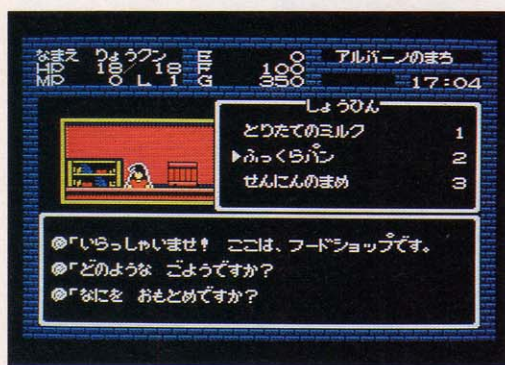 なまえ りょうクン E 0 アルバーノのまち
HP 18/ 18 F 100
MP 0 L 1 G 350 17:04
しょうひん
とりたてのミルク 1
▶ふっくらパン 2
せんにんのまめ 3
@「いらっしゃいませ! ここは、フードショップです。
@「どのような ごようですか?
@「なにを おもとめですか?